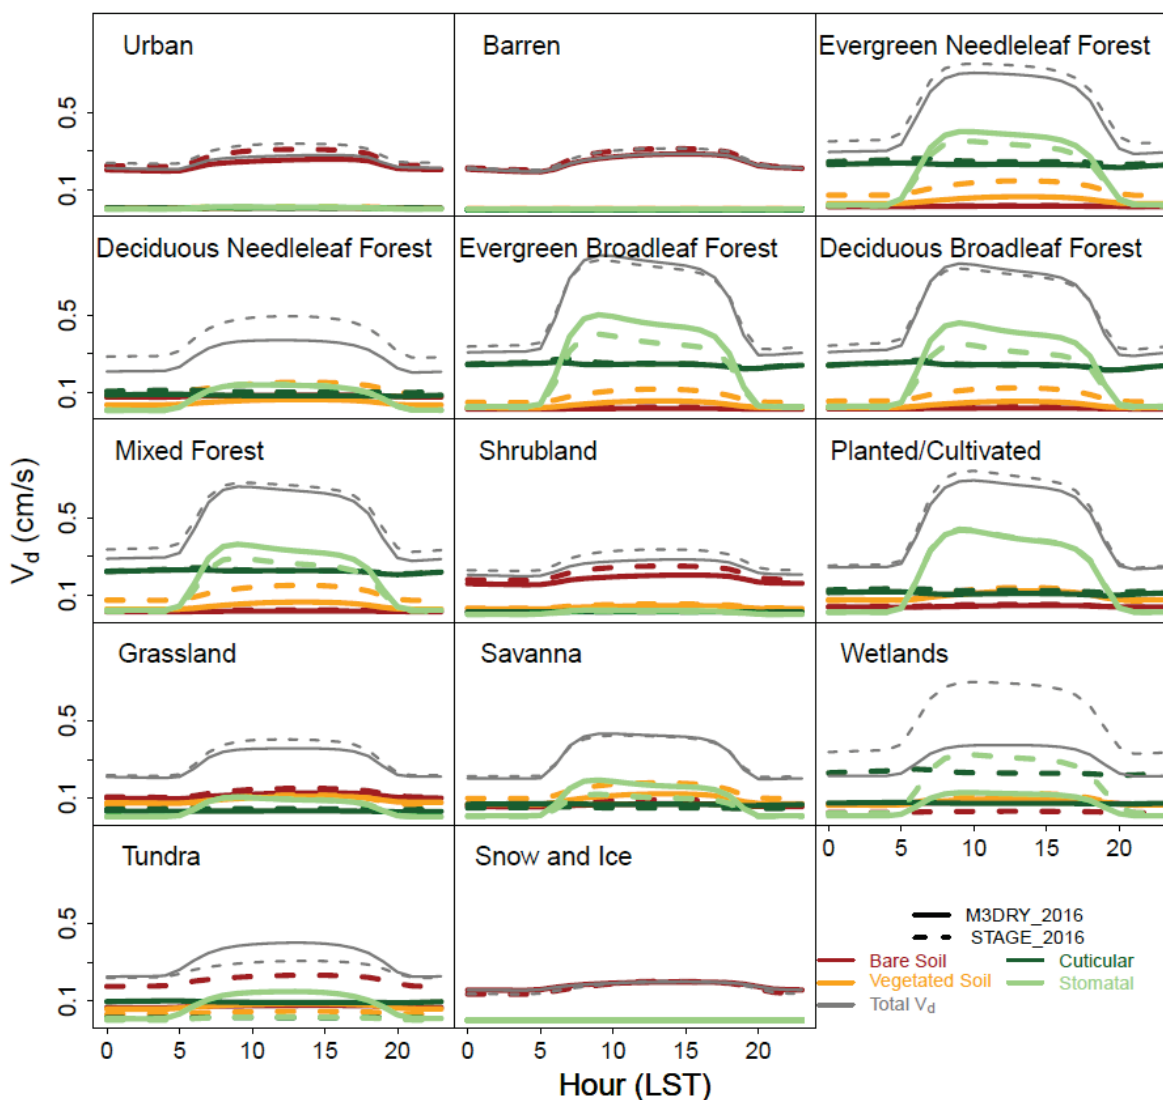 Urban
Barren
Evergreen Needleleaf Forest
0.5
0.1
Deciduous Needleleaf Forest
Evergreen Broadleaf Forest
Deciduous Broadleaf Forest
0.5
0.1
Mixed Forest
Shrubland
Planted/Cultivated
0.5
0.1
V_d (cm/s)
Grassland
Savanna
Wetlands
0.5
0.1
0 5 10 15 20
Tundra
Snow and Ice
0.5
0.1
M3DRY_2016
STAGE_2016
Bare Soil
Cuticular
Vegetated Soil
Stomatal
Total V_d
0 5 10 15 20
0 5 10 15 20
Hour (LST)